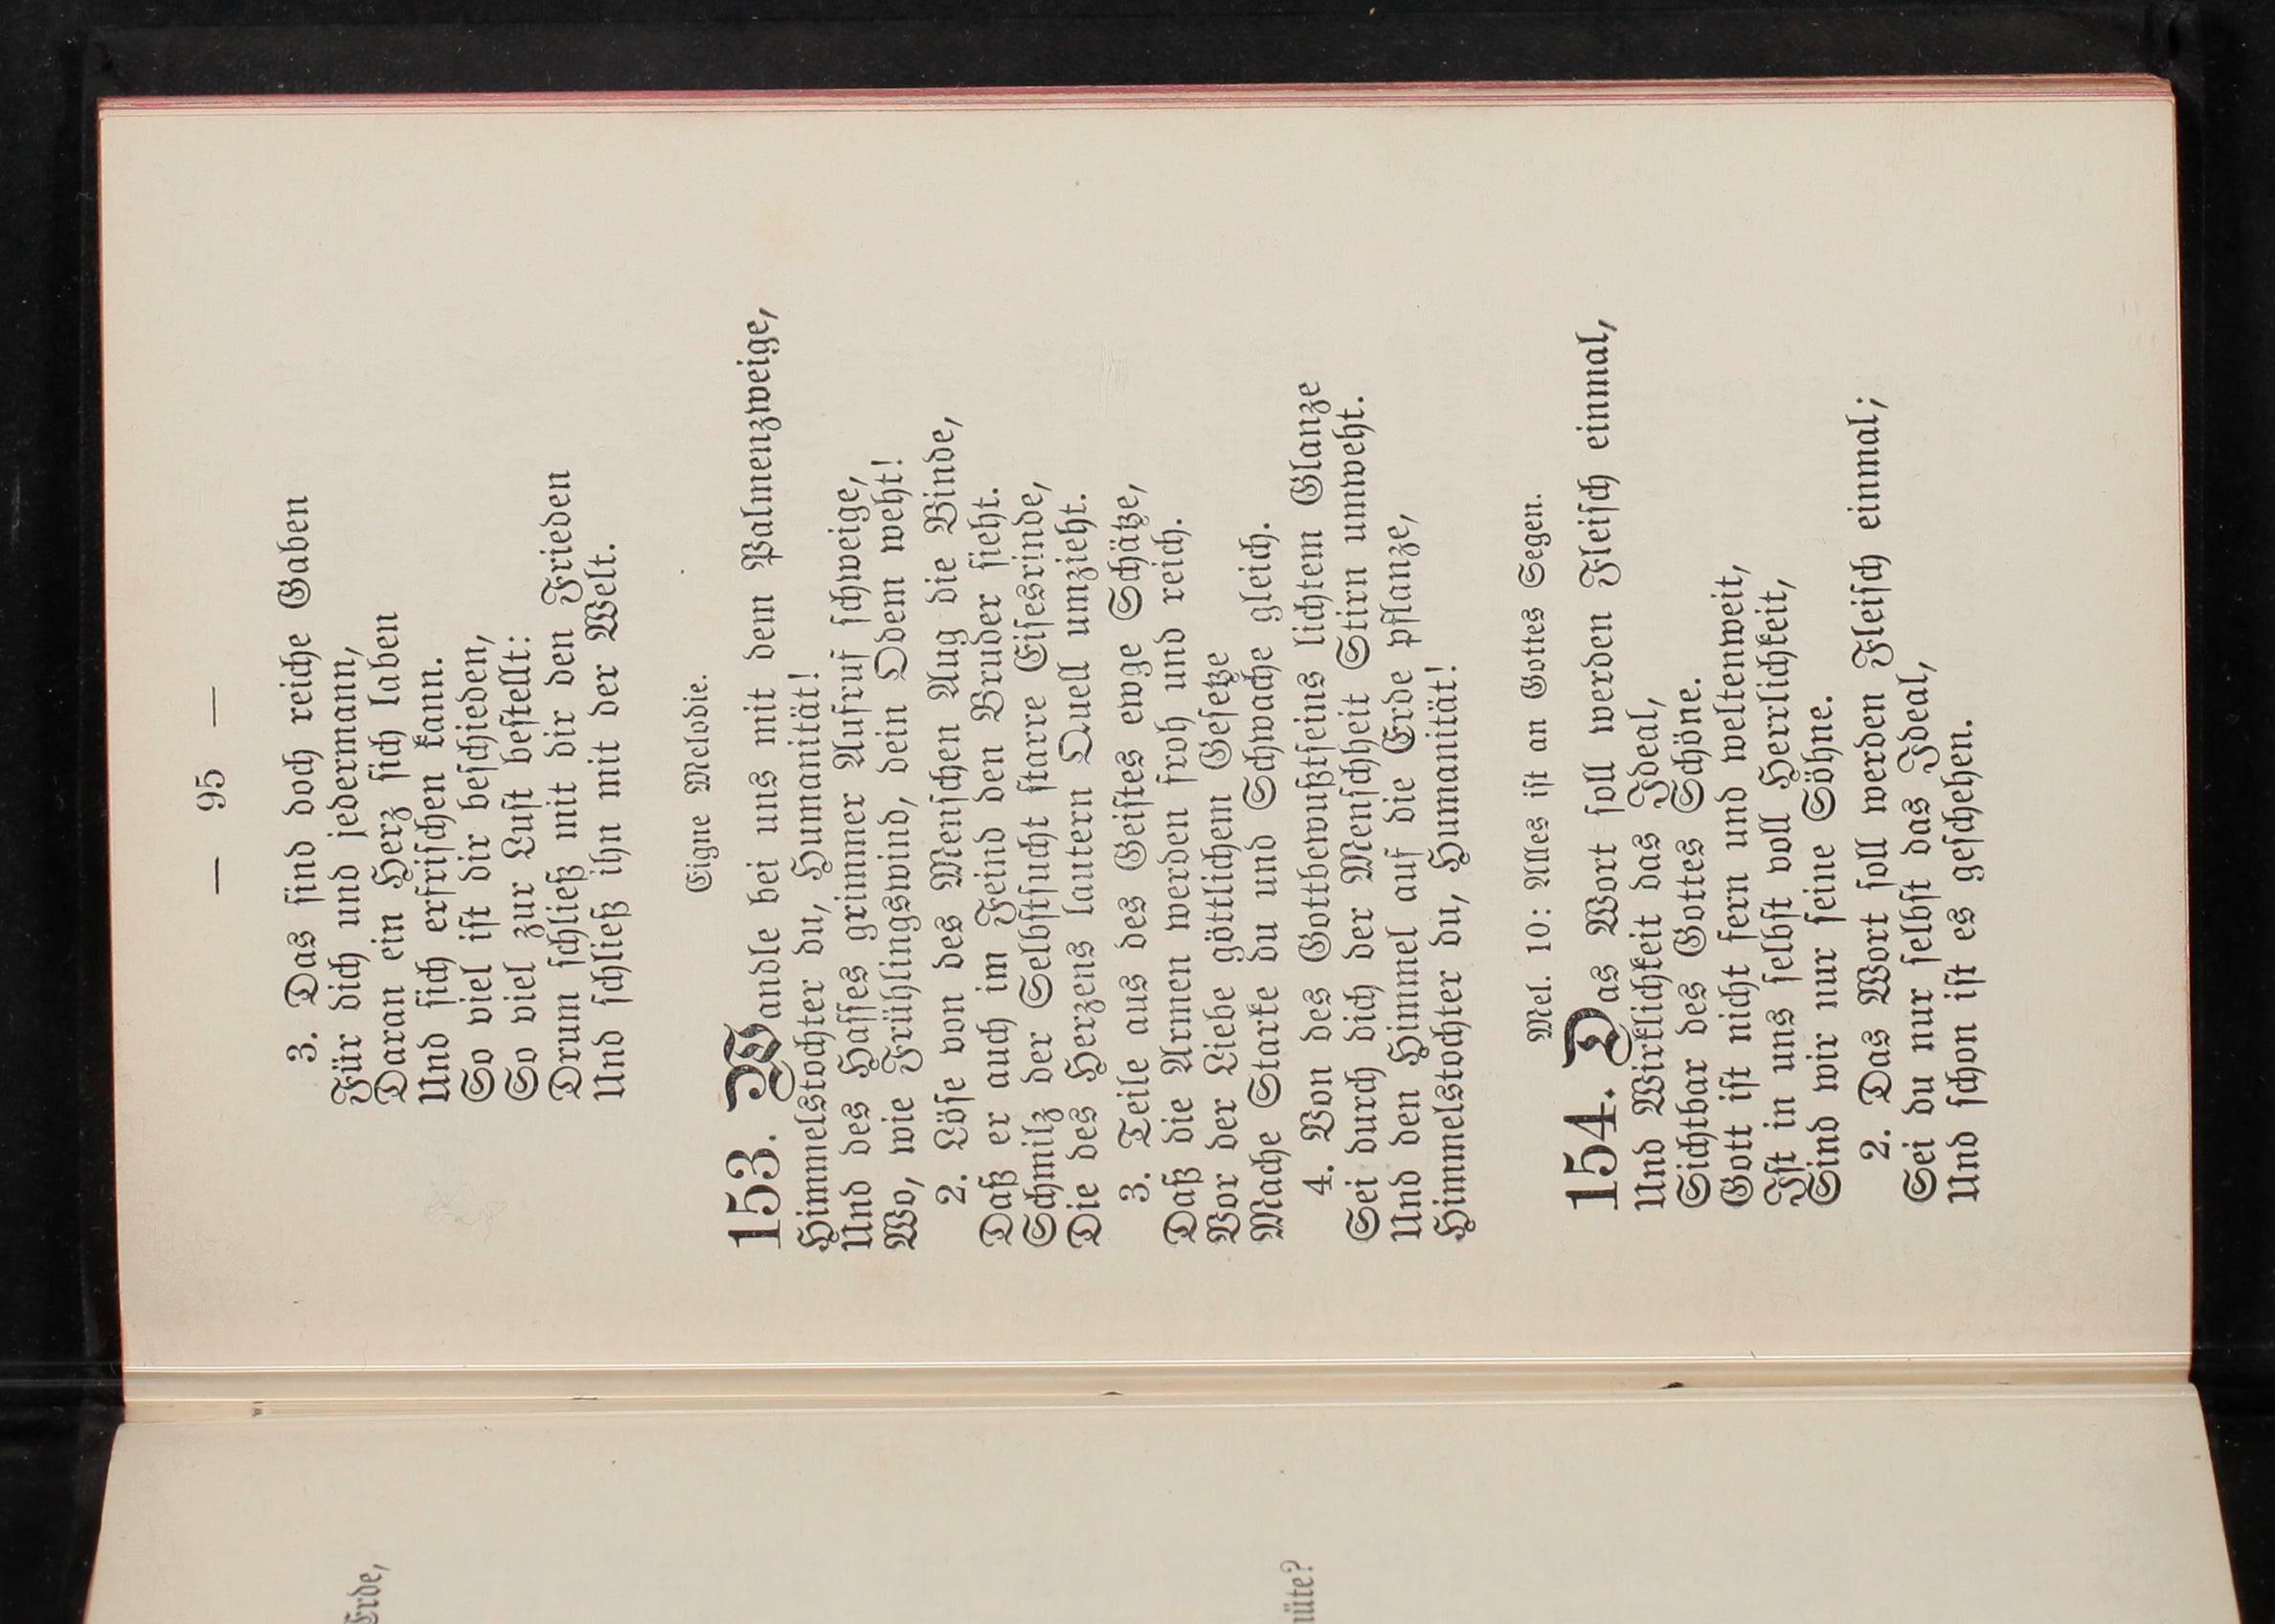 — 95 —
3. Das sind doch reiche Gaben
Für dich und jedermann,
Daran ein Herz sich laben
Und sich erfrischen kann.
So viel ist dir beschieden,
So viel zur Lust bestellt:
Drum schließ mit dir den Frieden
Und schließ ihn mit der Welt.
Eigne Melodie.
153. Wandle bei uns mit dem Palmenzweige,
Himmelstochter du, Humanität!
Und des Hasses grimmer Aufruf schweige,
Wo, wie Frühlingswind, dein Odem weht!
2. Löse von des Menschen Aug die Binde,
Daß er auch im Feind den Bruder sieht.
Schmilz der Selbstsucht starre Eisesrinde,
Die des Herzens lautern Quell umzieht.
3. Teile aus des Geistes ewge Schätze,
Daß die Armen werden froh und reich.
Vor der Liebe göttlichem Gesetze
Mache Starke du und Schwache gleich.
4. Von des Gottbewußtseins lichtem Glanze
Sei durch dich der Menschheit Stirn umweht.
Und den Himmel auf die Erde pflanze,
Himmelstochter du, Humanität!
Mel. 10: Alles ist an Gottes Segen.
154. Das Wort soll werden Fleisch einmal,
Und Wirklichkeit das Ideal,
Sichtbar des Gottes Schöne.
Gott ist nicht fern und weltenweit,
Ist in uns selbst voll Herrlichkeit,
Sind wir nur seine Söhne.
2. Das Wort soll werden Fleisch einmal;
Sei du nur selbst das Ideal,
Und schon ist es geschehen.
Erde,